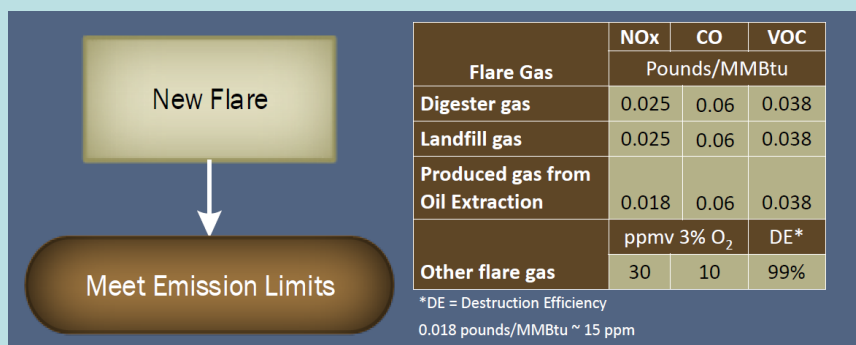 New Flare
Meet Emission Limits
NOx CO VOC
Flare Gas Pounds/MMBtu
Digester gas 0.025 0.06 0.038
Landfill gas 0.025 0.06 0.038
Produced gas from
Oil Extraction 0.018 0.06 0.038
ppmv 3% O₂ DE*
Other flare gas 30 10 99%
*DE = Destruction Efficiency
0.018 pounds/MMBtu ~ 15 ppm